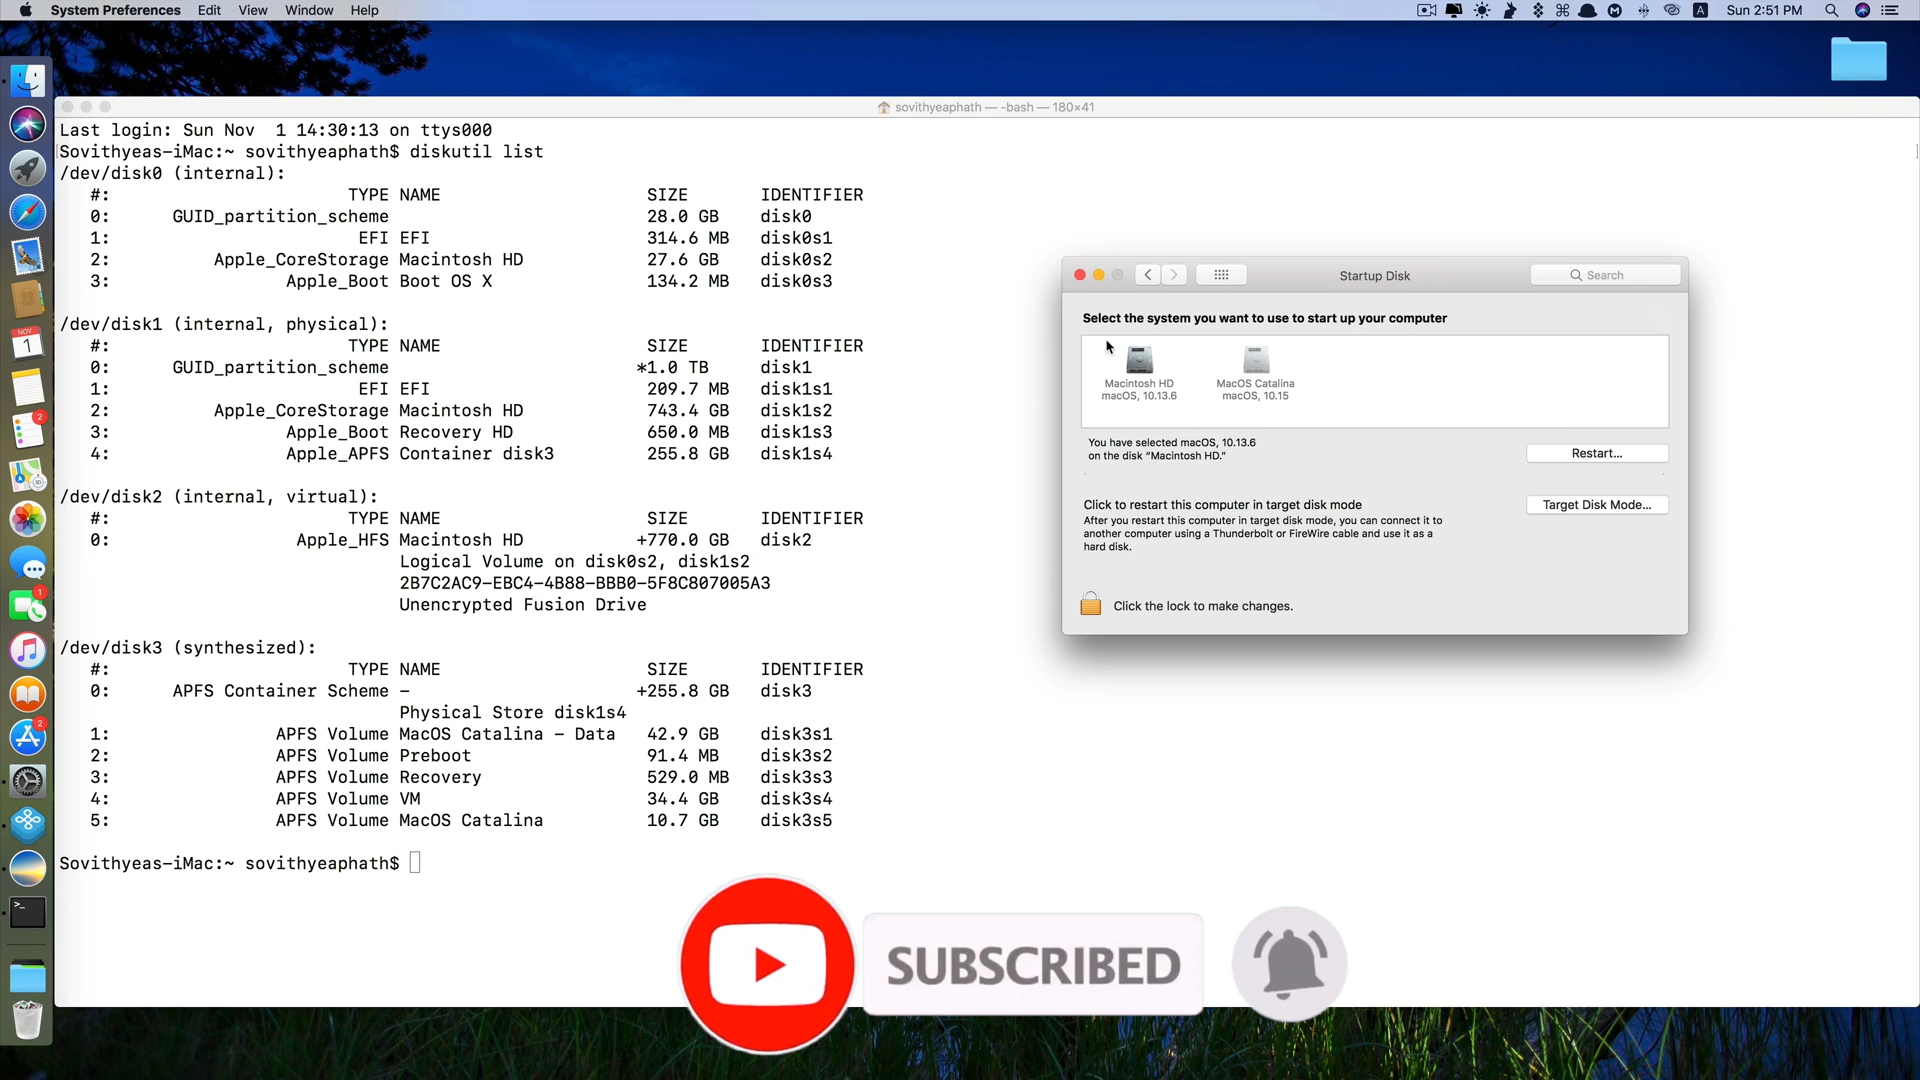 System Preferences Edit View Window Help
Sun 2:51 PM
sovithyeaphath — -bash — 180×41
Last login: Sun Nov  1 14:30:13 on ttys000
Sovithyeas-iMac:~ sovithyeaphath$ diskutil list
/dev/disk0 (internal):
#: TYPE NAME SIZE IDENTIFIER
0: GUID_partition_scheme 28.0 GB disk0
1: EFI EFI 314.6 MB disk0s1
2: Apple_CoreStorage Macintosh HD 27.6 GB disk0s2
3: Apple_Boot Boot OS X 134.2 MB disk0s3
/dev/disk1 (internal, physical):
#: TYPE NAME SIZE IDENTIFIER
0: GUID_partition_scheme *1.0 TB disk1
1: EFI EFI 209.7 MB disk1s1
2: Apple_CoreStorage Macintosh HD 743.4 GB disk1s2
3: Apple_Boot Recovery HD 650.0 MB disk1s3
4: Apple_APFS Container disk3 255.8 GB disk1s4
/dev/disk2 (internal, virtual):
#: TYPE NAME SIZE IDENTIFIER
0: Apple_HFS Macintosh HD +770.0 GB disk2
Logical Volume on disk0s2, disk1s2
2B7C2AC9-EBC4-4B88-BBB0-5F8C807005A3
Unencrypted Fusion Drive
/dev/disk3 (synthesized):
#: TYPE NAME SIZE IDENTIFIER
0: APFS Container Scheme - +255.8 GB disk3
Physical Store disk1s4
1: APFS Volume MacOS Catalina - Data 42.9 GB disk3s1
2: APFS Volume Preboot 91.4 MB disk3s2
3: APFS Volume Recovery 529.0 MB disk3s3
4: APFS Volume VM 34.4 GB disk3s4
5: APFS Volume MacOS Catalina 10.7 GB disk3s5
Sovithyeas-iMac:~ sovithyeaphath$
Startup Disk
Search
Select the system you want to use to start up your computer
Macintosh HD
macOS, 10.13.6
MacOS Catalina
macOS, 10.15
You have selected macOS, 10.13.6
on the disk “Macintosh HD.”
Restart...
Click to restart this computer in target disk mode
After you restart this computer in target disk mode, you can connect it to
another computer using a Thunderbolt or FireWire cable and use it as a
hard disk.
Target Disk Mode...
Click the lock to make changes.
NOV
1
2
1
2
SUBSCRIBED